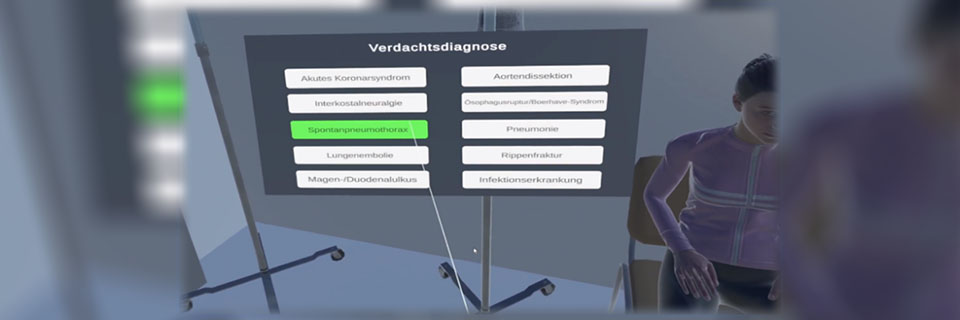 Verdachtsdiagnose
Akutes Koronarsyndrom
Interkostalneuralgie
Spontanpneumothorax
Lungenembolie
Magen-/Duodenalulkus
Aortendissektion
Ösophagusruptur/Boerhave-Syndrom
Pneumonie
Rippenfraktur
Infektionserkrankung